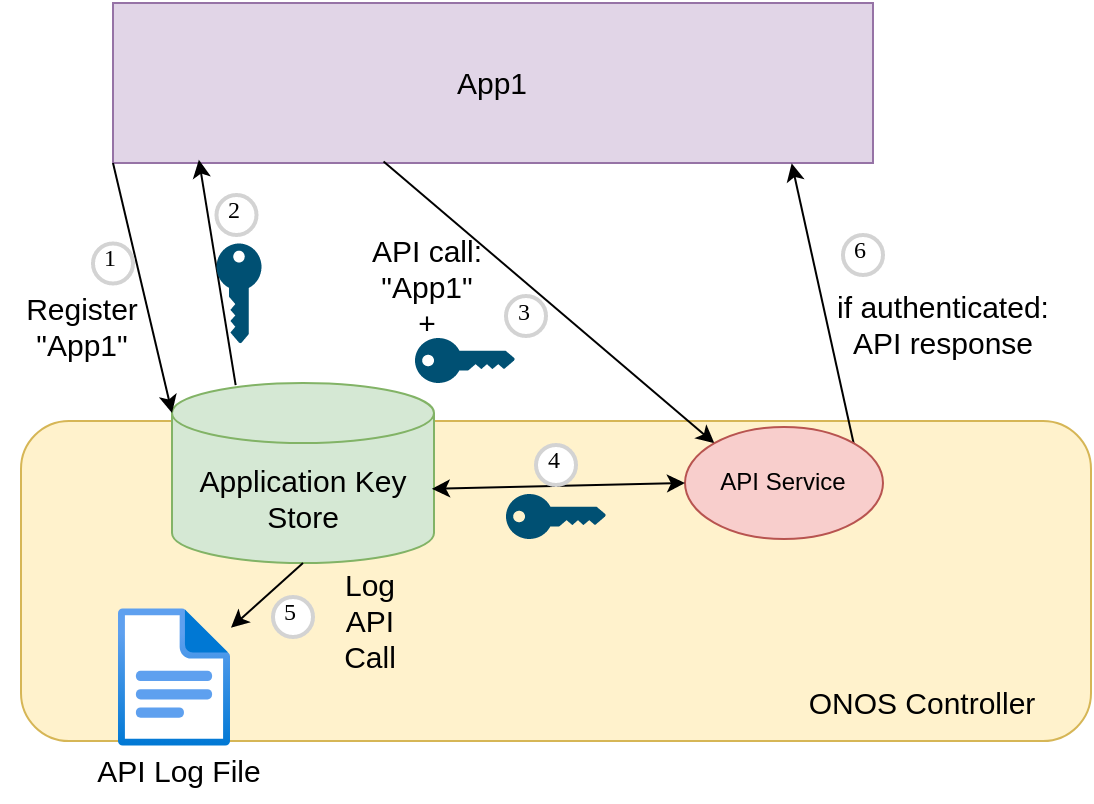 App1
2
1
Register
"App1"
API call:
"App1"
+
3
6
if authenticated:
API response
4
Application Key
Store
API Service
5
Log
API
Call
ONOS Controller
API Log File